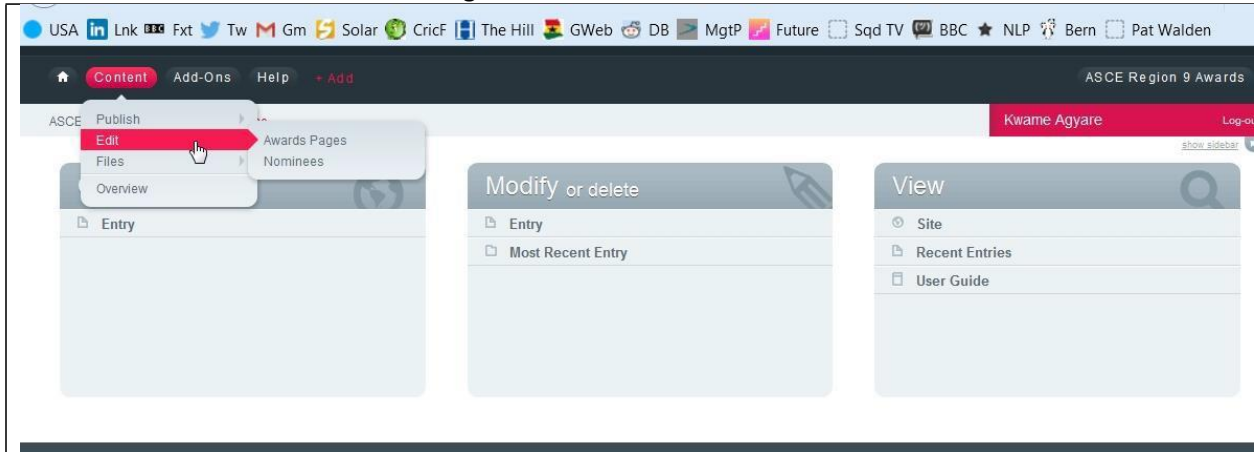 USA Lnk Fxt Tw Gm Solar CricF The Hill GWeb DB MgtP Future Sqd TV BBC NLP Bern Pat Walden
Content Add-Ons Help + Add ASCE Region 9 Awards
ASCE Kwame Agyare Log-ou
show sidebar
Publish
Edit
Files
Overview
Awards Pages
Nominees
Entry
Modify or delete
Entry
Most Recent Entry
View
Site
Recent Entries
User Guide